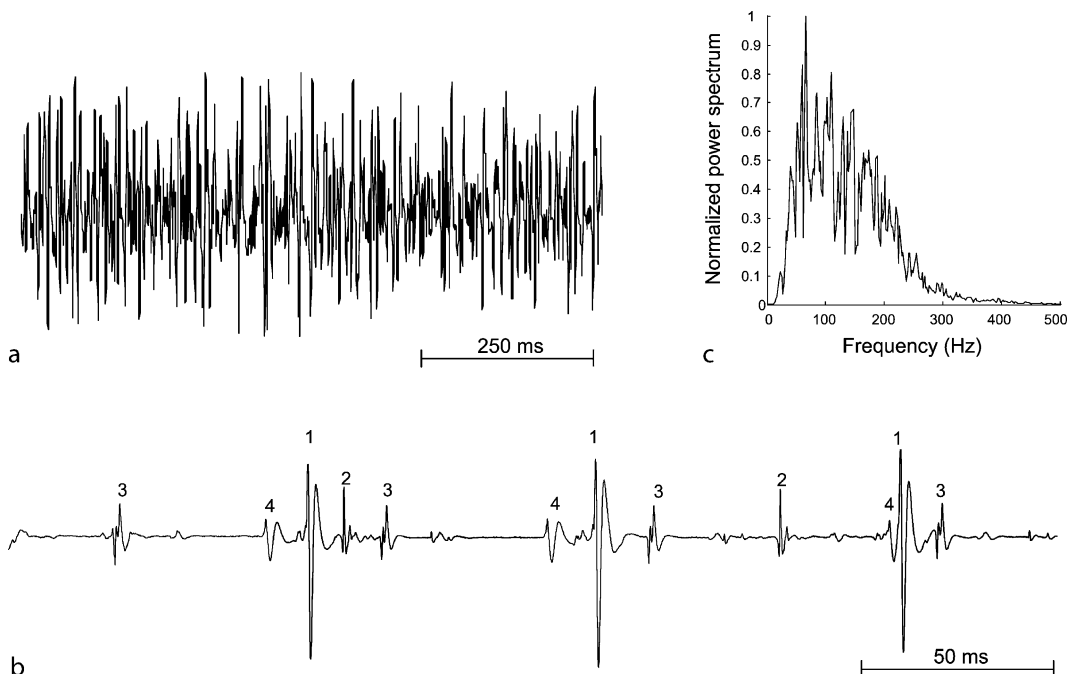 a
250 ms
Normalized power spectrum
1
0.9
0.8
0.7
0.6
0.5
0.4
0.3
0.2
0.1
0
0 100 200 300 400 500
Frequency (Hz)
c
3 4 1 2 3 4 1 3 2 4 1 3
b
50 ms